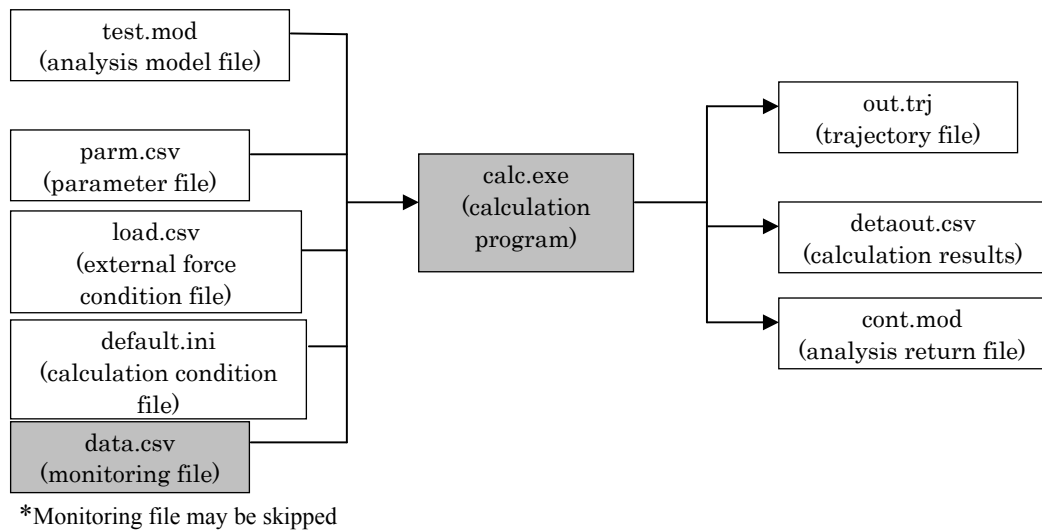 test.mod
(analysis model file)
parm.csv
(parameter file)
load.csv
(external force
condition file)
default.ini
(calculation condition
file)
data.csv
(monitoring file)
*Monitoring file may be skipped
calc.exe
(calculation
program)
out.trj
(trajectory file)
detaout.csv
(calculation results)
cont.mod
(analysis return file)